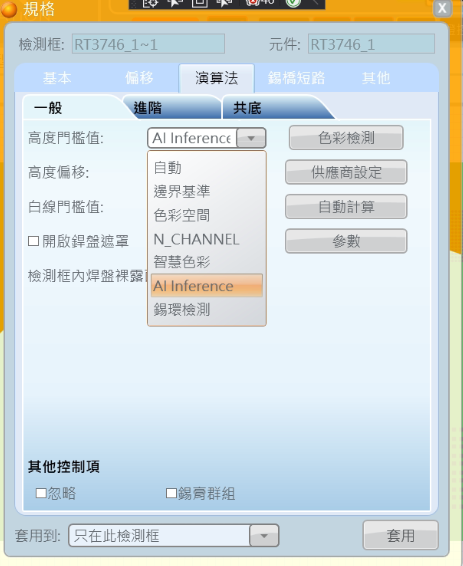 規格
檢測框: RT3746_1~1 元件: RT3746_1
基本 偏移 演算法 錫橋短路 其他
一般 進階 共底
高度門檻值: AI Inference 色彩檢測
自動
高度偏移: 供應商設定
邊界基準
白線門檻值: 色彩空間 自動計算
開啟銲盤遮罩 N_CHANNEL 參數
智慧色彩
檢測框內焊盤裸露
AI Inference
錫環檢測
其他控制項
忽略 錫膏群組
套用到: 只在此檢測框 套用